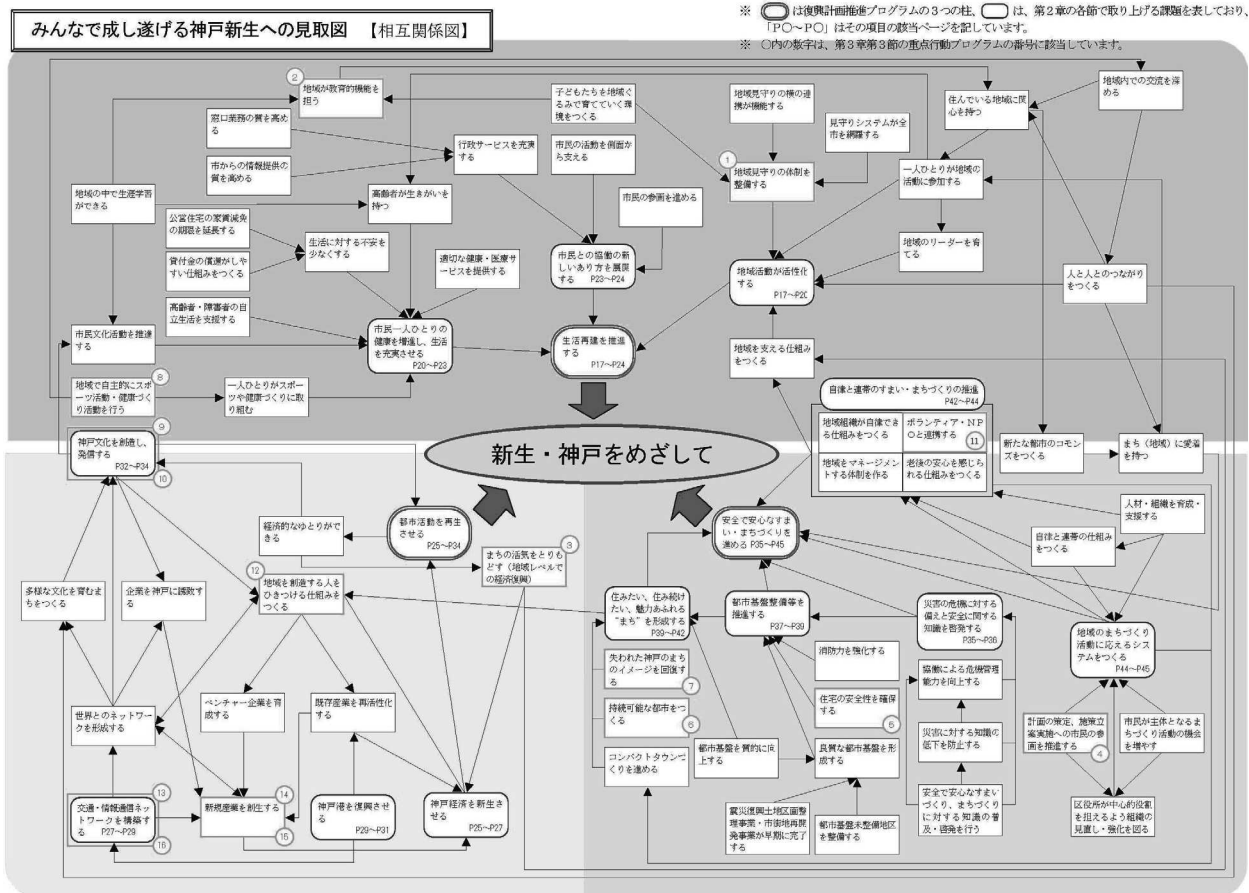 みんなで成し遂げる神戸新生への見取図 【相互関係図】
※ は復興計画推進プログラムの3つの柱、 は、第2章の各節で取り上げる課題を表しており、
「P○～P○」はその項目の該当ページを記しています。
※ ○内の数字は、第3章第3節の重点行動プログラムの番号に該当しています。
②
地域が教育的機能を
担う
子どもたちを地域ぐ
るみで育てていく環
境をつくる
地域見守りの横の連
携が機能する
住んでいる地域に関
心を持つ
地域内での交流を深
める
窓口業務の質を高め
る
行政サービスを充実
する
市民の活動を側面か
ら支える
見守りシステムが全
市を網羅する
市からの情報提供の
質を高める
①
地域見守りの体制を
整備する
一人ひとりが地域の
活動に参加する
地域の中で生涯学習
ができる
高齢者が生きがいを
持つ
市民の参画を進める
公営住宅の家賃減免
の期限を延長する
生活に対する不安を
少なくする
適切な健康・医療サー
ビスを提供する
市民との協働の新
しいあり方を展開
する
P23～P24
地域活動が活性化
する
P17～P20
地域のリーダーを育
てる
人と人とのつながり
をつくる
貸付金の償還がしや
すい仕組みをつくる
高齢者・障害者の自
立生活を支援する
市民文化活動を推進
する
市民一人ひとりの
健康を増進し、生活
を充実させる
P20～P23
生活再建を推進
する
P17～P24
地域を支える仕組み
をつくる
⑧
地域で自主的にスポ
ーツ活動・健康づく
り活動を行う
一人ひとりがスポー
ツや健康づくりに取
り組む
自律と連帯のすまい・まちづくりの推進
P42～P44
地域組織が自律でき
る仕組みをつくる
ボランティア・NP
Oと連携する
⑪
地域をマネージメン
トする体制を作る
老後の安心を感じら
れる仕組みをつくる
新たな都市のコモン
ズをつくる
まち（地域）に愛着
を持つ
⑨
神戸文化を創造し、
発信する
P32～P34
⑩
新生・神戸をめざして
経済的なゆとりがで
きる
都市活動を再生
させる
P25～P34
③
まちの活気をとりも
どす（地域レベルで
の経済復興）
安全で安心なすま
い・まちづくりを
進める P35～P45
人材・組織を育成・
支援する
自律と連帯の仕組み
をつくる
多様な文化を育むま
ちをつくる
企業を神戸に誘致す
る
⑫
地域を創造する人を
ひきつける仕組みを
つくる
住みたい、住み続け
たい、魅力あふれる
“まち”を形成する
P39～P42
都市基盤整備等を
推進する
P37～P39
災害の危機に対する
備えと安全に関する
知識を啓発する
P35～P36
地域のまちづくり
活動に応えるシス
テムをつくる
P44～P45
失われた神戸のまち
のイメージを回復す
る
⑦
消防力を強化する
協働による危機管理
能力を向上する
世界とのネットワー
クを形成する
ベンチャー企業を
育成する
既存産業を再活性化
する
持続可能な都市をつ
くる
⑥
住宅の安全性を確保
する
⑤
災害に対する知識の
低下を防止する
計画の策定、施策立
案実施への市民の参
画を推進する
④
市民が主体となるま
ちづくり活動の機会
を増やす
コンパクトタウンづ
くりを進める
都市基盤を質的に向
上する
良質な都市基盤を形
成する
⑬
交通・情報通信ネッ
トワークを構築する
P27～P29
⑯
⑭
新規産業を創生する
⑮
神戸港を復興させ
る
P29～P31
神戸経済を新生さ
せる
P25～P27
震災復興土地区画整
理事業・市街地再開
発事業が早期に完了
する
都市基盤未整備地区
を整備する
安全で安心なすまい
づくり、まちづくり
に対する知識の普
及・啓発を行う
区役所が中心的役割
を担えるよう組織の
見直し・強化を図る